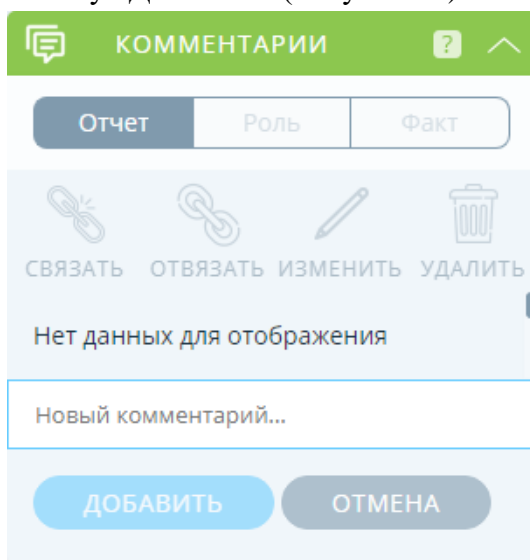 КОММЕНТАРИИ ?
Отчет Роль Факт
СВЯЗАТЬ ОТВЯЗАТЬ ИЗМЕНИТЬ УДАЛИТЬ
Нет данных для отображения
Новый комментарий...
ДОБАВИТЬ ОТМЕНА